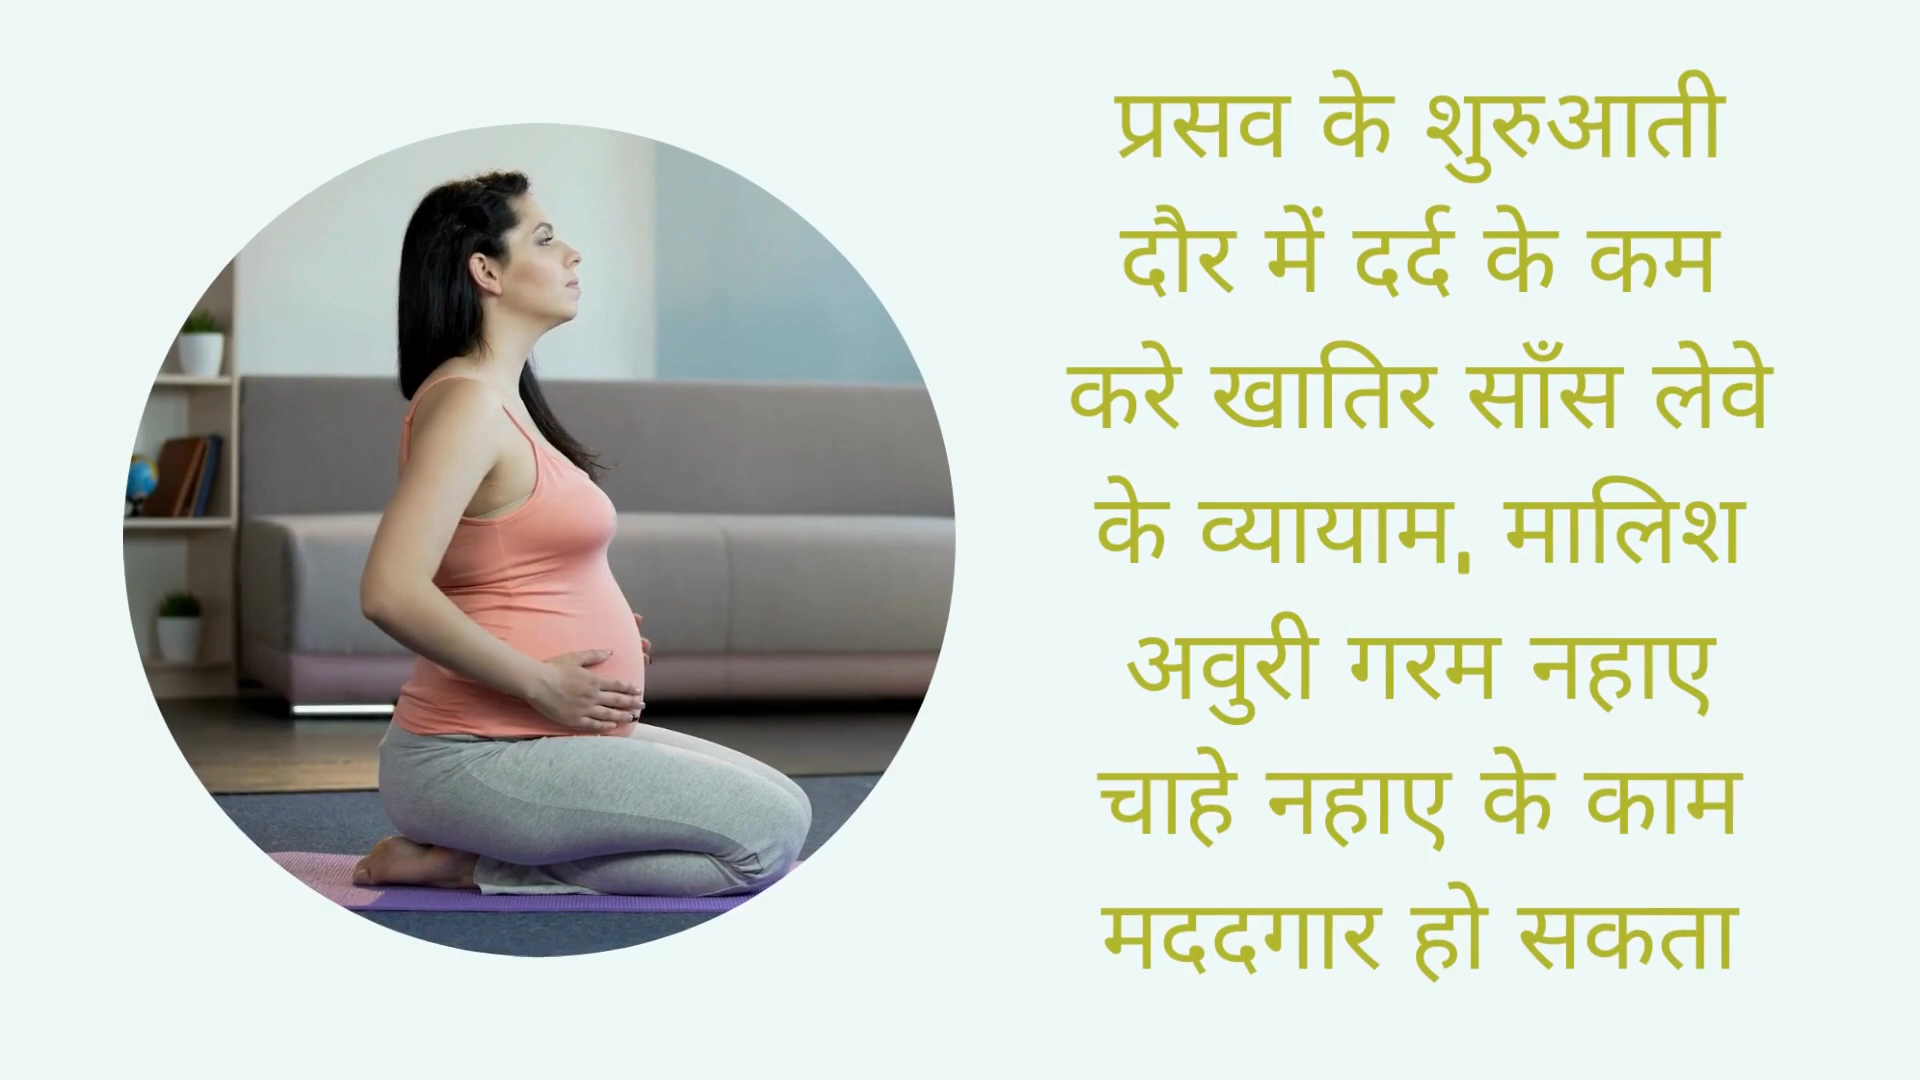 प्रसव के शुरुआती
दौर में दर्द के कम
करे खातिर साँस लेवे
के व्यायाम, मालिश
अवुरी गरम नहाए
चाहे नहाए के काम
मददगार हो सकता